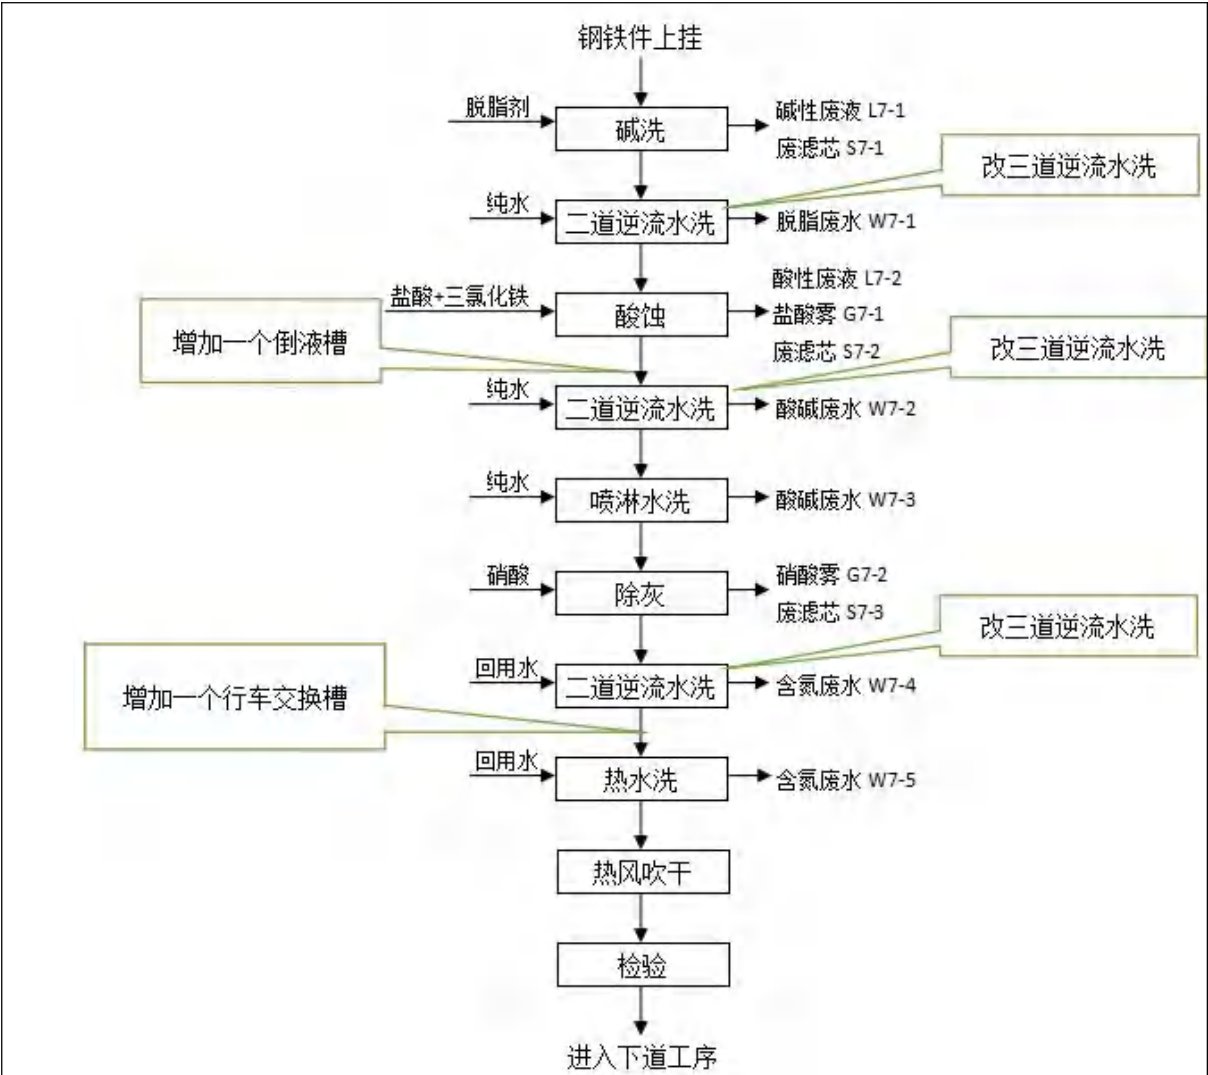 钢铁件上挂
脱脂剂
碱洗
碱性废液 L7-1
废滤芯 S7-1
改三道逆流水洗
纯水
二道逆流水洗
脱脂废水 W7-1
盐酸+三氯化铁
酸蚀
酸性废液 L7-2
盐酸雾 G7-1
废滤芯 S7-2
增加一个倒液槽
改三道逆流水洗
纯水
二道逆流水洗
酸碱废水 W7-2
纯水
喷淋水洗
酸碱废水 W7-3
硝酸
除灰
硝酸雾 G7-2
废滤芯 S7-3
改三道逆流水洗
回用水
二道逆流水洗
含氮废水 W7-4
增加一个行车交换槽
回用水
热水洗
含氮废水 W7-5
热风吹干
检验
进入下道工序